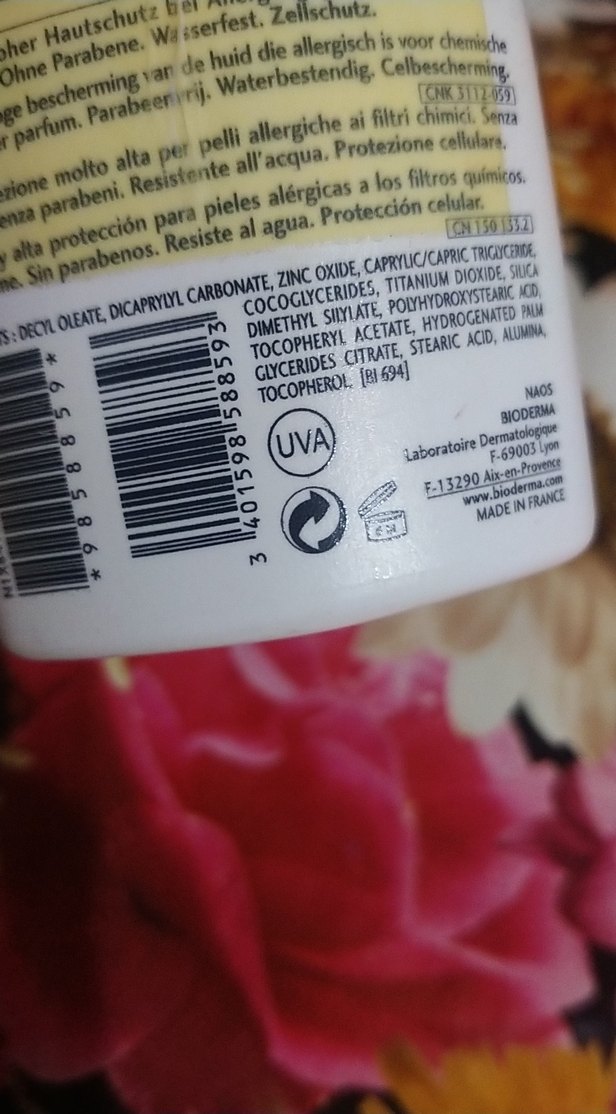 Hautschutz bei
Ohne Parabene. Wasserfest. Zellschutz.
bescherming van de huid die allergisch is voor chemische
parfum. Parabeenvrij. Waterbestendig. Celbescherming.
CNK 3112-059
molto alta per pelli allergiche ai filtri chimici. Senza
parabeni. Resistente all'acqua. Protezione cellulare.
alta protección para pieles alérgicas a los filtros químicos.
Sin parabenos. Resiste al agua. Protección celular.
CN 150 133.2
: DECYL OLEATE, DICAPRYLYL CARBONATE, ZINC OXIDE, CAPRYLIC/CAPRIC TRIGLYCERIDE,
COCOGLYCERIDES, TITANIUM DIOXIDE, SILICA
DIMETHYL SILYLATE, POLYHYDROXYSTEARIC ACID,
TOCOPHERYL ACETATE, HYDROGENATED PALM
GLYCERIDES CITRATE, STEARIC ACID, ALUMINA,
TOCOPHEROL. [BI 694]
*9858859*
3 401598 588593
UVA
NAOS
BIODERMA
Laboratoire Dermatologique
F-69003 Lyon
F-13290 Aix-en-Provence
www.bioderma.com
MADE IN FRANCE